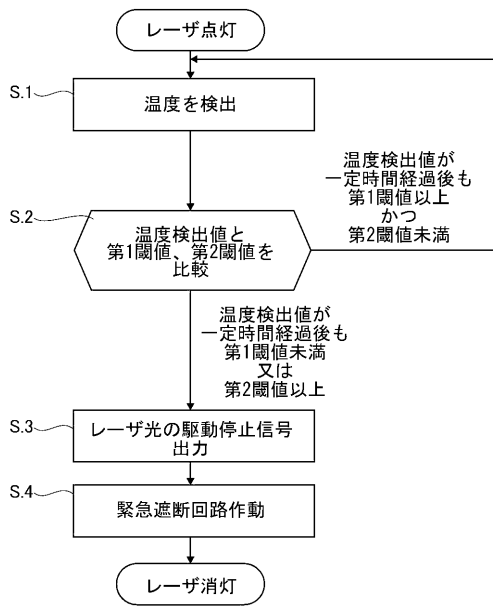 レーザ点灯
S.1
温度を検出
温度検出値が
一定時間経過後も
第1閾値以上
かつ
第2閾値未満
S.2
温度検出値と
第1閾値、第2閾値を
比較
温度検出値が
一定時間経過後も
第1閾値未満
又は
第2閾値以上
S.3
レーザ光の駆動停止信号
出力
S.4
緊急遮断回路作動
レーザ消灯